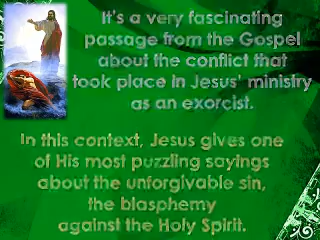 It's a very fascinating
passage from the Gospel
about the conflict that
took place in Jesus' ministry
as an exorcist.
In this context, Jesus gives one
of His most puzzling sayings
about the unforgivable sin,
the blasphemy
against the Holy Spirit.